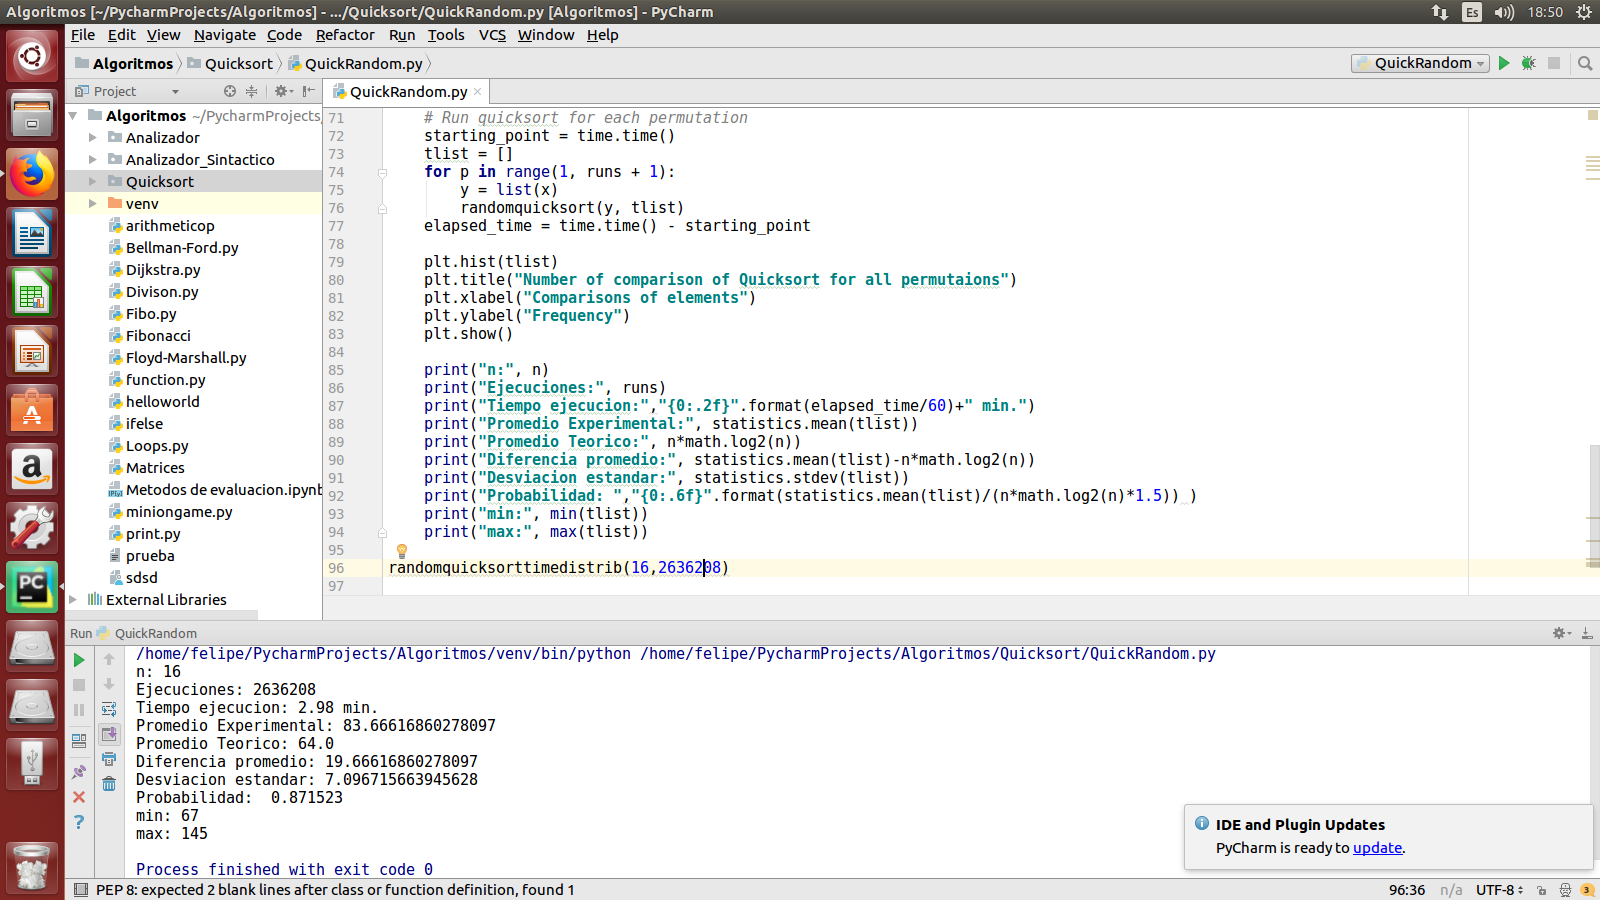 Algoritmos [~/PycharmProjects/Algoritmos] - .../Quicksort/QuickRandom.py [Algoritmos] - PyCharm
Es
18:50
File Edit View Navigate Code Refactor Run Tools VCS Window Help
Algoritmos Quicksort QuickRandom.py
QuickRandom
Project
QuickRandom.py
Algoritmos ~/PycharmProjects/
Analizador
Analizador_Sintactico
Quicksort
venv
arithmeticop
Bellman-Ford.py
Dijkstra.py
Divison.py
Fibo.py
Fibonacci
Floyd-Marshall.py
function.py
helloworld
ifelse
Loops.py
Matrices
Metodos de evaluacion.ipynb
miniongame.py
print.py
prueba
sdsd
External Libraries
71 # Run quicksort for each permutation
72 starting_point = time.time()
73 tlist = []
74 for p in range(1, runs + 1):
75 y = list(x)
76 randomquicksort(y, tlist)
77 elapsed_time = time.time() - starting_point
78
79 plt.hist(tlist)
80 plt.title("Number of comparison of Quicksort for all permutaions")
81 plt.xlabel("Comparisons of elements")
82 plt.ylabel("Frequency")
83 plt.show()
84
85 print("n:", n)
86 print("Ejecuciones:", runs)
87 print("Tiempo ejecucion:","{0:.2f}".format(elapsed_time/60)+" min.")
88 print("Promedio Experimental:", statistics.mean(tlist))
89 print("Promedio Teorico:", n*math.log2(n))
90 print("Diferencia promedio:", statistics.mean(tlist)-n*math.log2(n))
91 print("Desviacion estandar:", statistics.stdev(tlist))
92 print("Probabilidad: ","{0:.6f}".format(statistics.mean(tlist)/(n*math.log2(n)*1.5)) )
93 print("min:", min(tlist))
94 print("max:", max(tlist))
95
96 randomquicksorttimedistrib(16,2636208)
97
Run QuickRandom
/home/felipe/PycharmProjects/Algoritmos/venv/bin/python /home/felipe/PycharmProjects/Algoritmos/Quicksort/QuickRandom.py
n: 16
Ejecuciones: 2636208
Tiempo ejecucion: 2.98 min.
Promedio Experimental: 83.66616860278097
Promedio Teorico: 64.0
Diferencia promedio: 19.66616860278097
Desviacion estandar: 7.096715663945628
Probabilidad:  0.871523
min: 67
max: 145
Process finished with exit code 0
IDE and Plugin Updates
PyCharm is ready to update.
PEP 8: expected 2 blank lines after class or function definition, found 1
96:36 n/a UTF-8 3